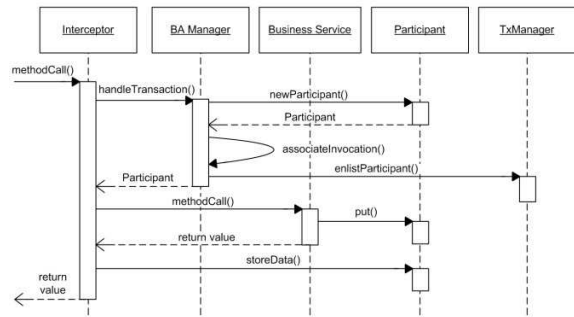 Interceptor
BA Manager
Business Service
Participant
TxManager
methodCall()
handleTransaction()
newParticipant()
Participant
associateInvocation()
enlistParticipant()
Participant
methodCall()
put()
return value
storeData()
return
value